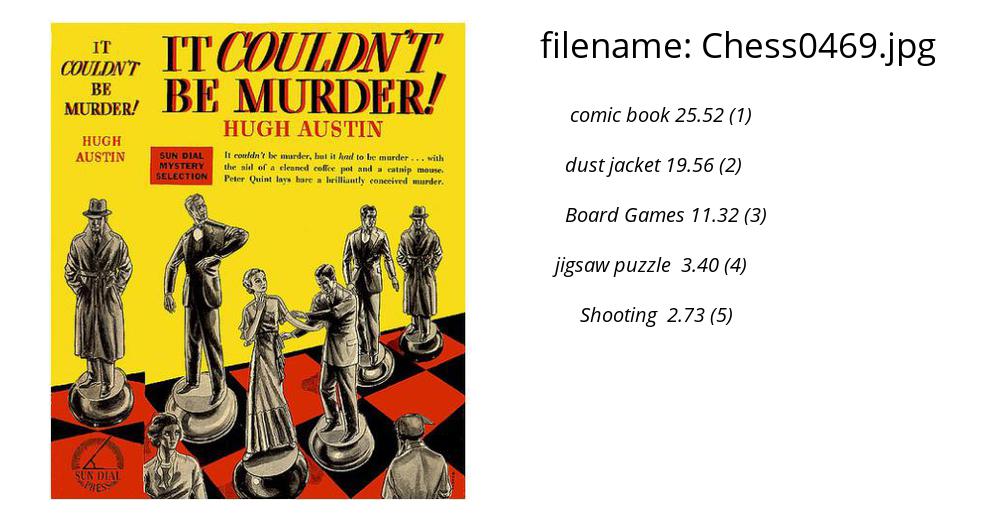 IT
COULDN'T
BE
MURDER!
HUGH
AUSTIN
SUN DIAL
PRESS
IT COULDN'T
BE MURDER!
HUGH AUSTIN
SUN DIAL
MYSTERY
SELECTION
It couldn't be murder, but it had to be murder . . . with
the aid of a cleaned coffee pot and a catnip mouse.
Peter Quint lays bare a brilliantly conceived murder.
filename: Chess0469.jpg
comic book 25.52 (1)
dust jacket 19.56 (2)
Board Games 11.32 (3)
jigsaw puzzle 3.40 (4)
Shooting 2.73 (5)